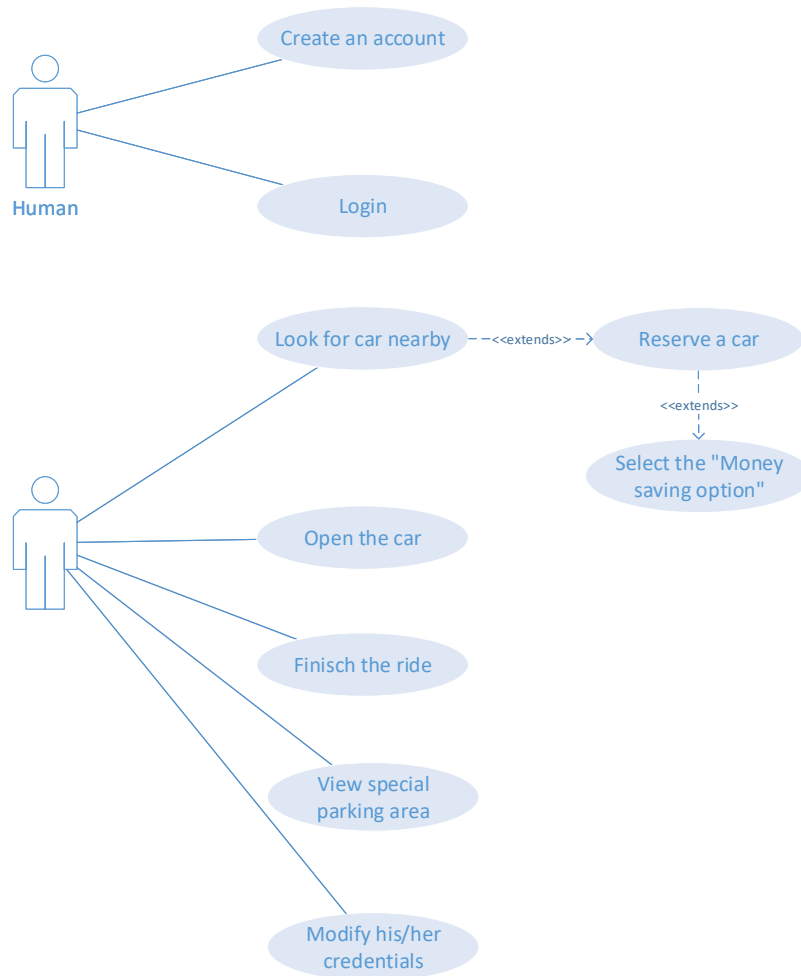 Create an account
Human
Login
Look for car nearby
<<extends>>
Reserve a car
<<extends>>
Select the "Money
saving option"
Open the car
Finisch the ride
View special
parking area
Modify his/her
credentials